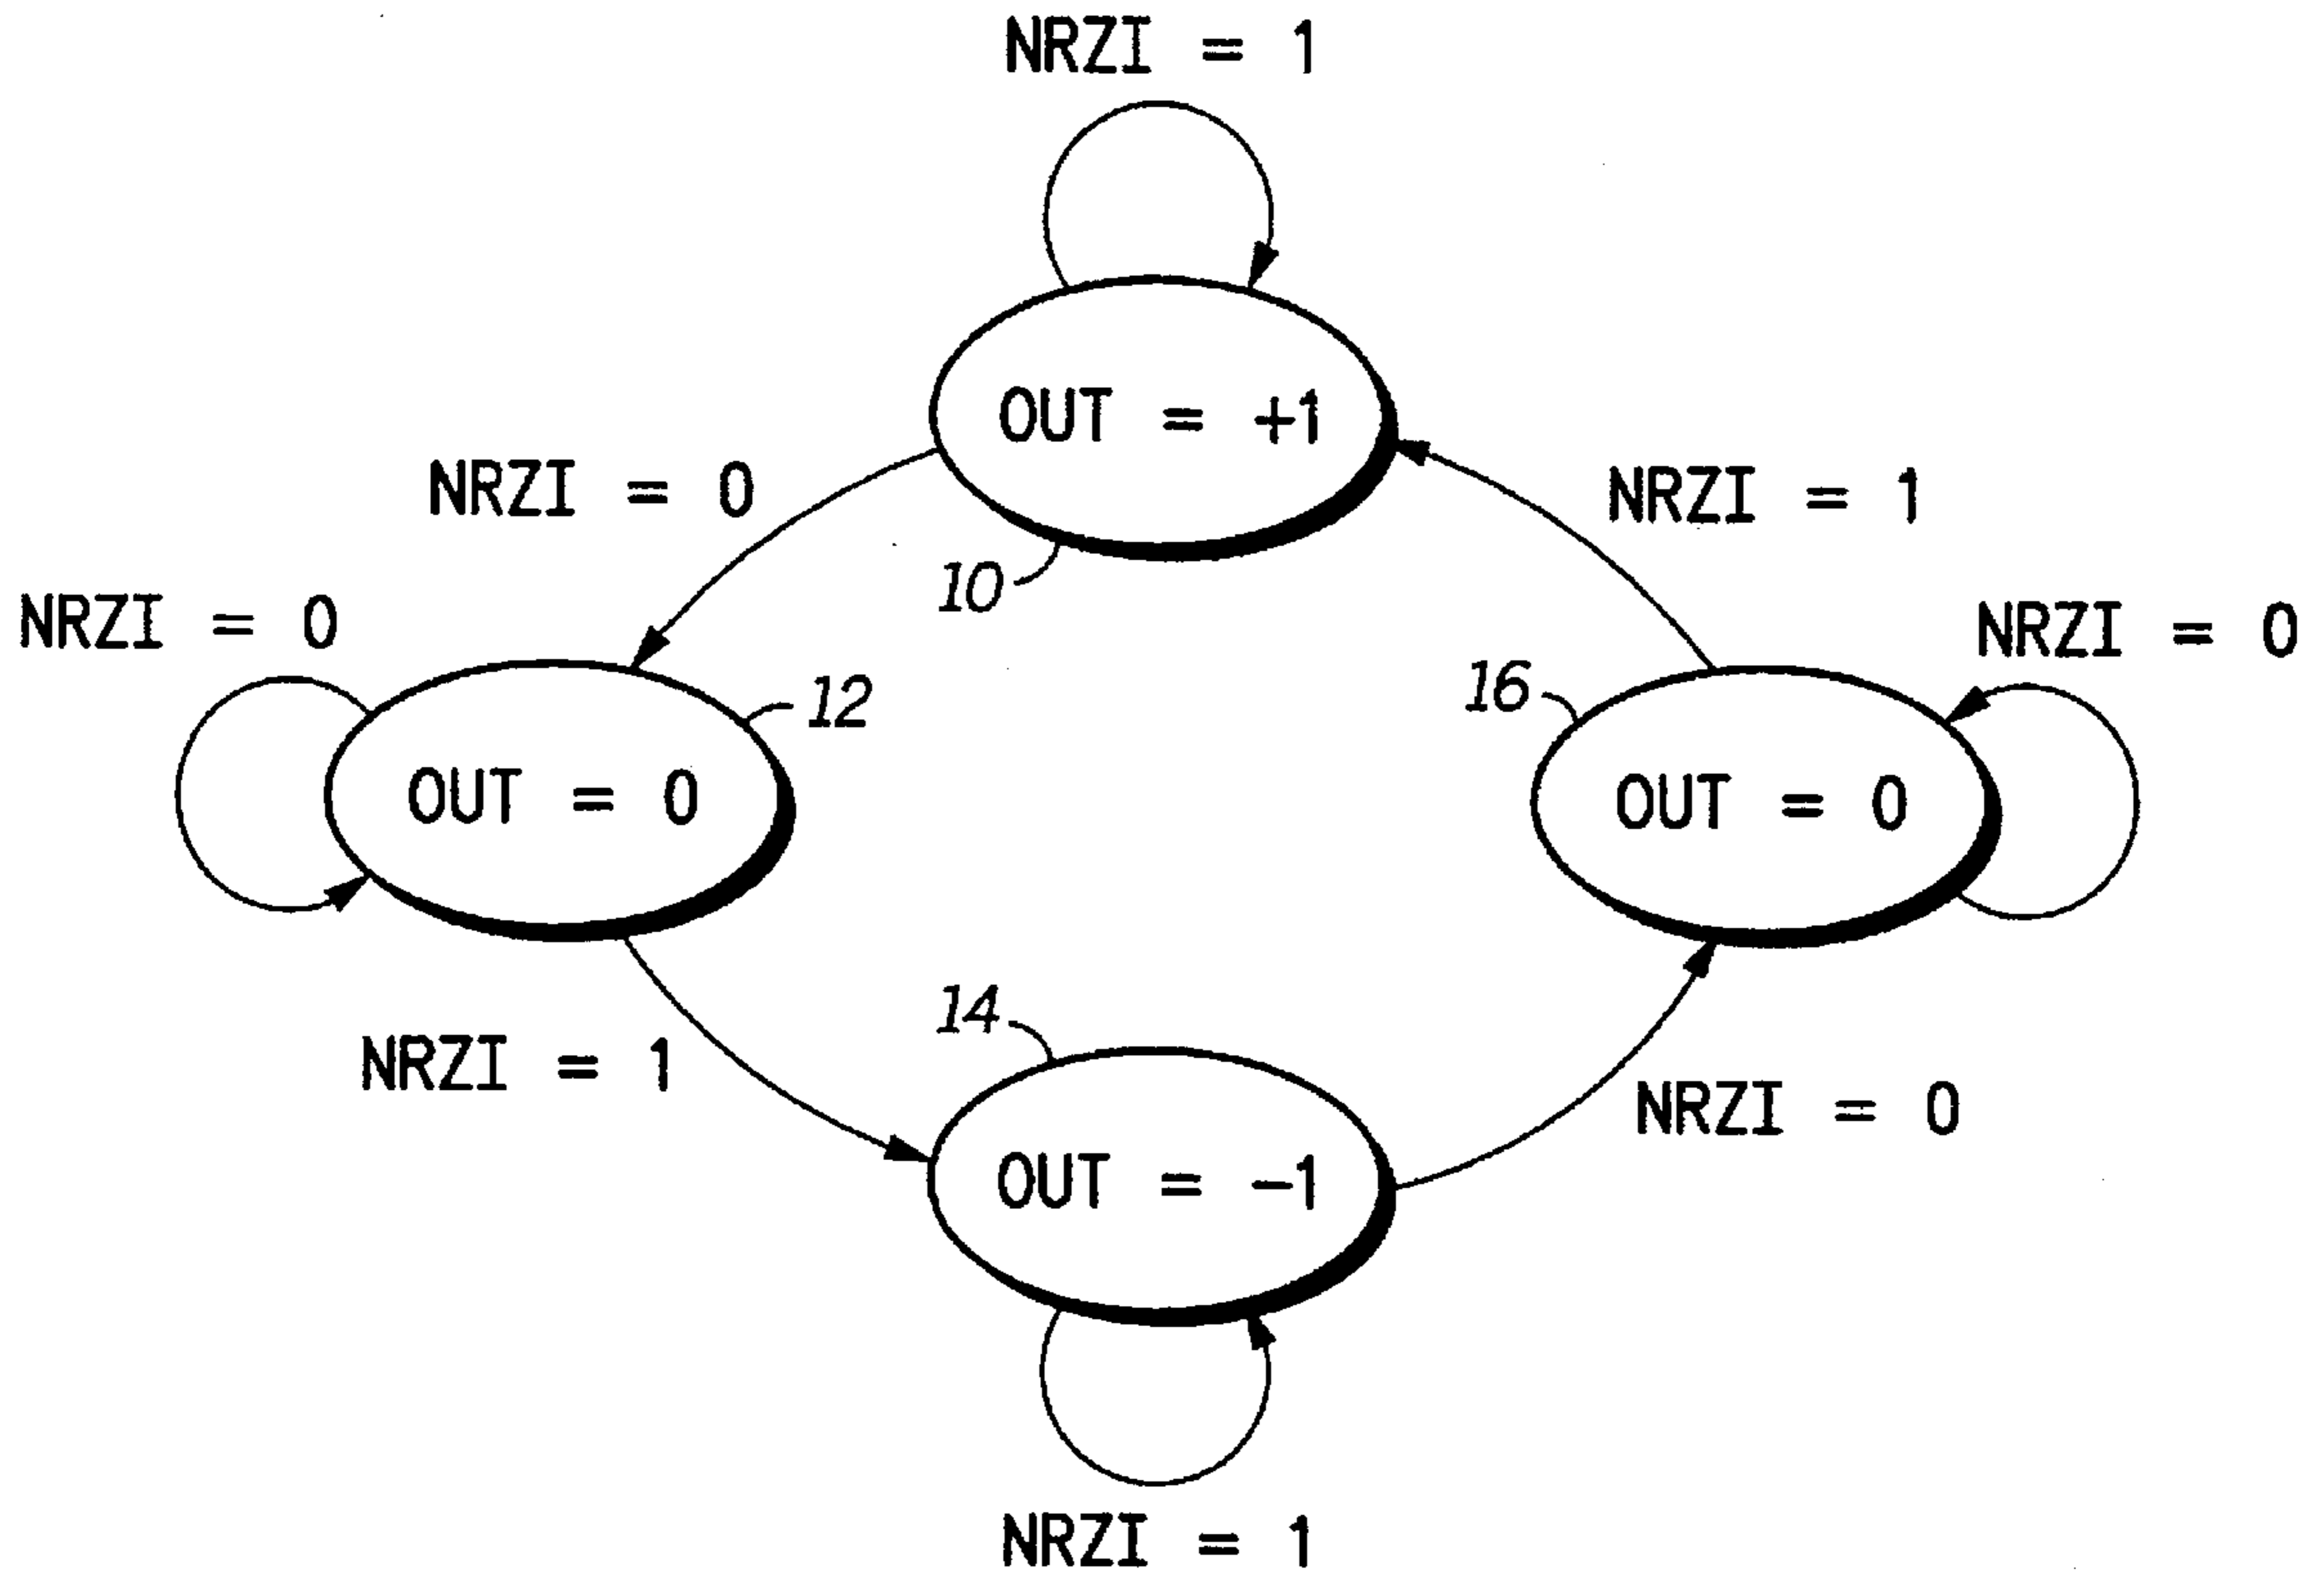 NRZI = 1
OUT = +1
NRZI = 0
NRZI = 1
10
NRZI = 0
NRZI = 0
12
16
OUT = 0
OUT = 0
14
NRZI = 1
NRZI = 0
OUT = -1
NRZI = 1